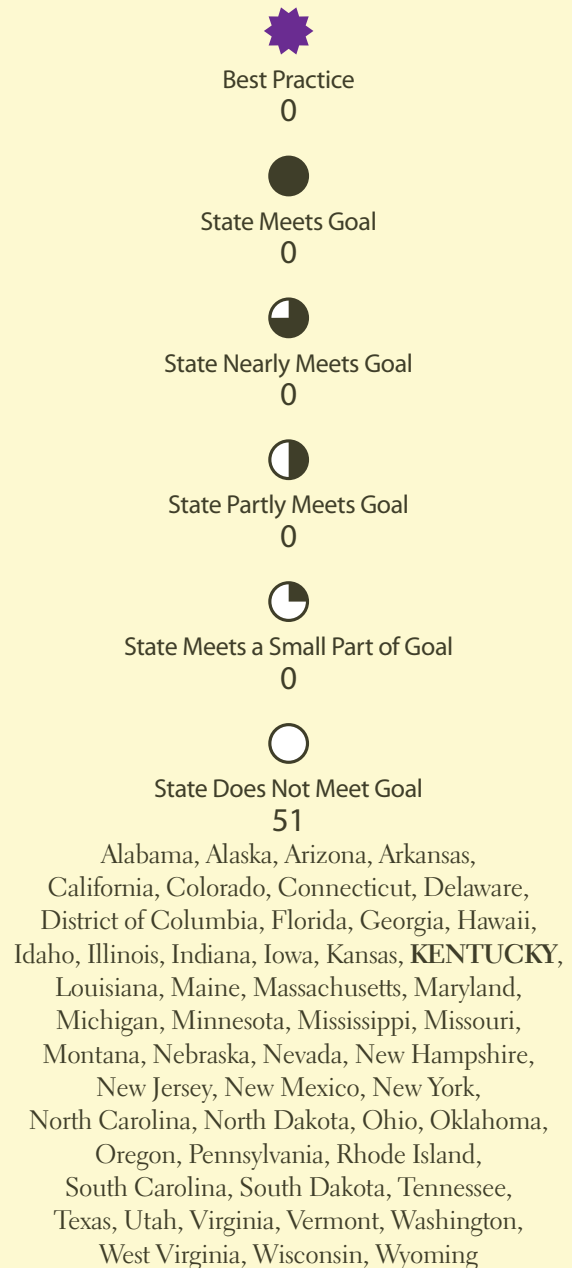 Best Practice
0
State Meets Goal
0
State Nearly Meets Goal
0
State Partly Meets Goal
0
State Meets a Small Part of Goal
0
State Does Not Meet Goal
51
Alabama, Alaska, Arizona, Arkansas,
California, Colorado, Connecticut, Delaware,
District of Columbia, Florida, Georgia, Hawaii,
Idaho, Illinois, Indiana, Iowa, Kansas, KENTUCKY,
Louisiana, Maine, Massachusetts, Maryland,
Michigan, Minnesota, Mississippi, Missouri,
Montana, Nebraska, Nevada, New Hampshire,
New Jersey, New Mexico, New York,
North Carolina, North Dakota, Ohio, Oklahoma,
Oregon, Pennsylvania, Rhode Island,
South Carolina, South Dakota, Tennessee,
Texas, Utah, Virginia, Vermont, Washington,
West Virginia, Wisconsin, Wyoming